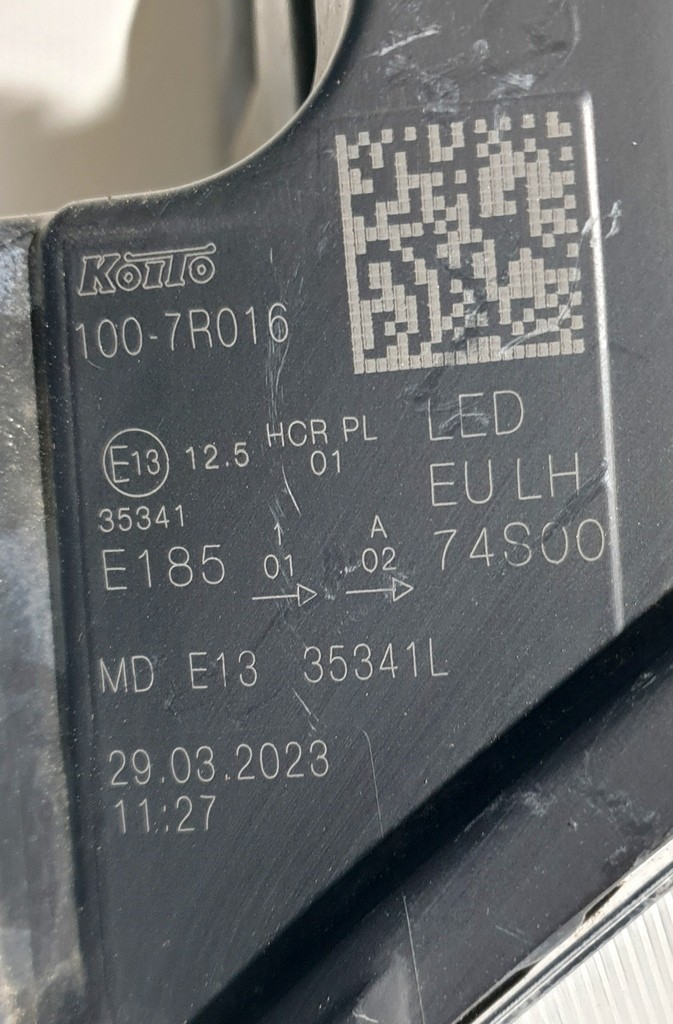 KOITO
100-7R016
E13 12.5 HCR PL
01
LED
EU LH
74S00
35341
E185 1 A
01 02
MD E13 35341L
29.03.2023
11:27